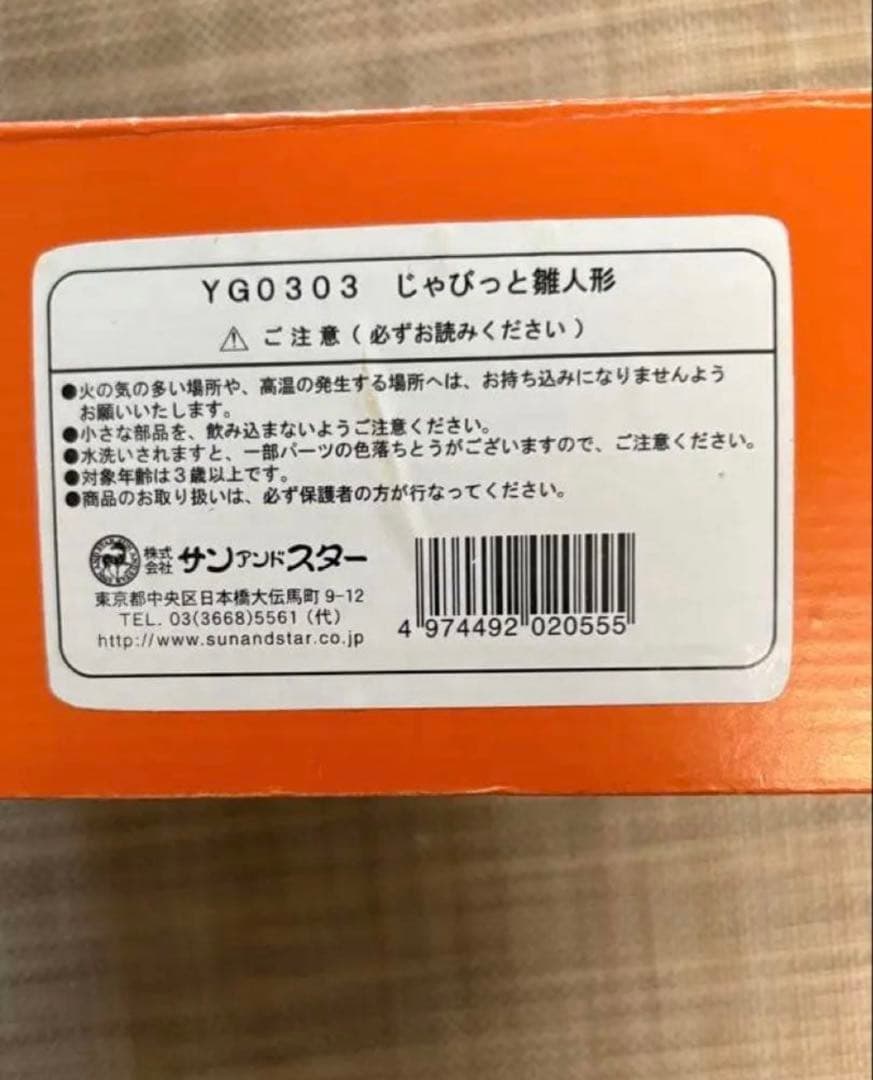 YG0303 じゃびっと雛人形
⚠ ご注意（必ずお読みください）
●火の気の多い場所や、高温の発生する場所へは、お持ち込みになりませんよう
お願いいたします。
●小さな部品を、飲み込まないようご注意ください。
●水洗いされますと、一部パーツの色落ちとうがございますので、ご注意ください。
●対象年齢は３歳以上です。
●商品のお取り扱いは、必ず保護者の方が行なってください。
株式会社 サンアンドスター
東京都中央区日本橋大伝馬町 9-12
TEL. 03(3668)5561（代）
http://www.sunandstar.co.jp
4 974492 020555